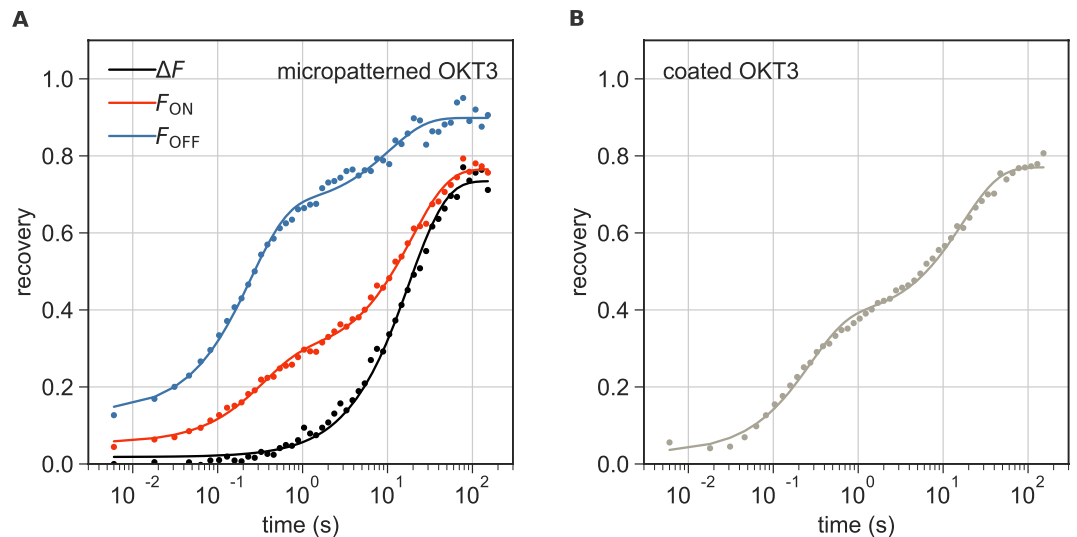 A
B
ΔF
F_ON
F_OFF
micropatterned OKT3
1.0
0.8
0.6
0.4
0.2
0.0
recovery
10^-2
10^-1
10^0
10^1
10^2
time (s)
coated OKT3
1.0
0.8
0.6
0.4
0.2
0.0
recovery
10^-2
10^-1
10^0
10^1
10^2
time (s)